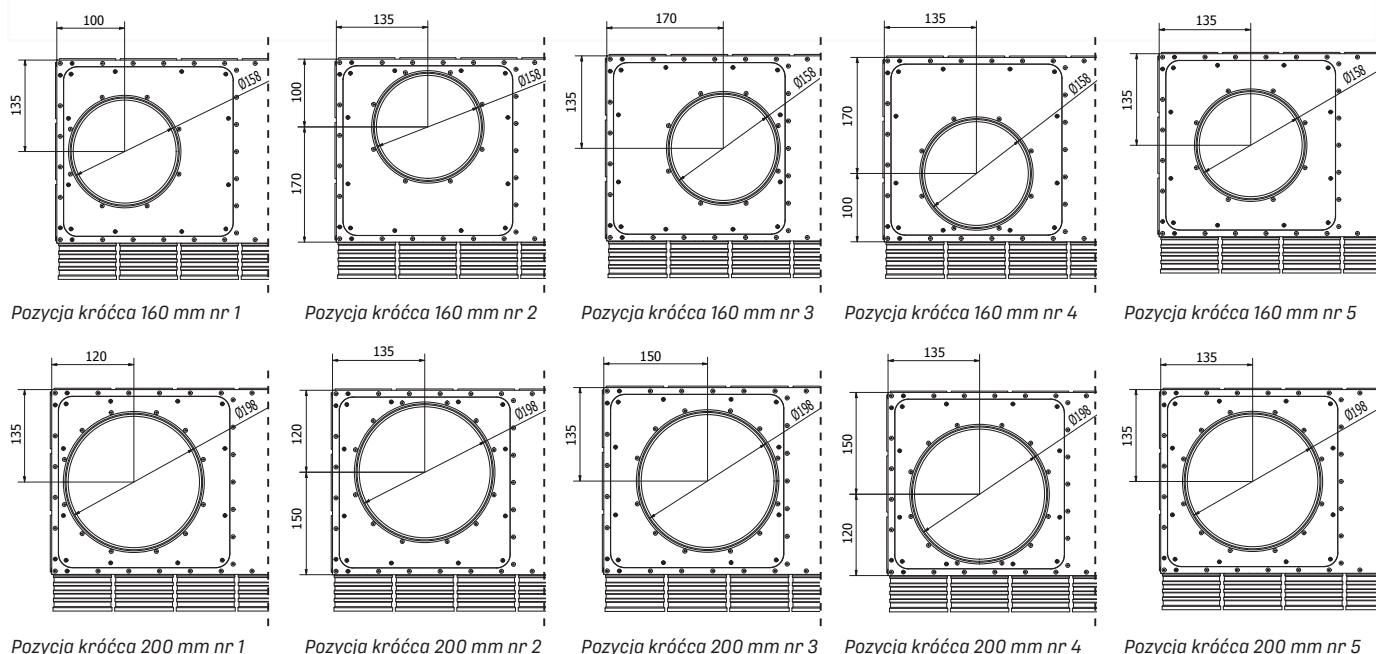 100
135
Ø158
135
100
170
Ø158
170
135
Ø158
135
170
100
Ø158
135
135
Ø158
Pozycja króćca 160 mm nr 1
Pozycja króćca 160 mm nr 2
Pozycja króćca 160 mm nr 3
Pozycja króćca 160 mm nr 4
Pozycja króćca 160 mm nr 5
120
135
Ø198
135
120
150
Ø198
150
135
Ø198
135
150
120
Ø198
135
135
Ø198
Pozycja króćca 200 mm nr 1
Pozycja króćca 200 mm nr 2
Pozycja króćca 200 mm nr 3
Pozycja króćca 200 mm nr 4
Pozycja króćca 200 mm nr 5